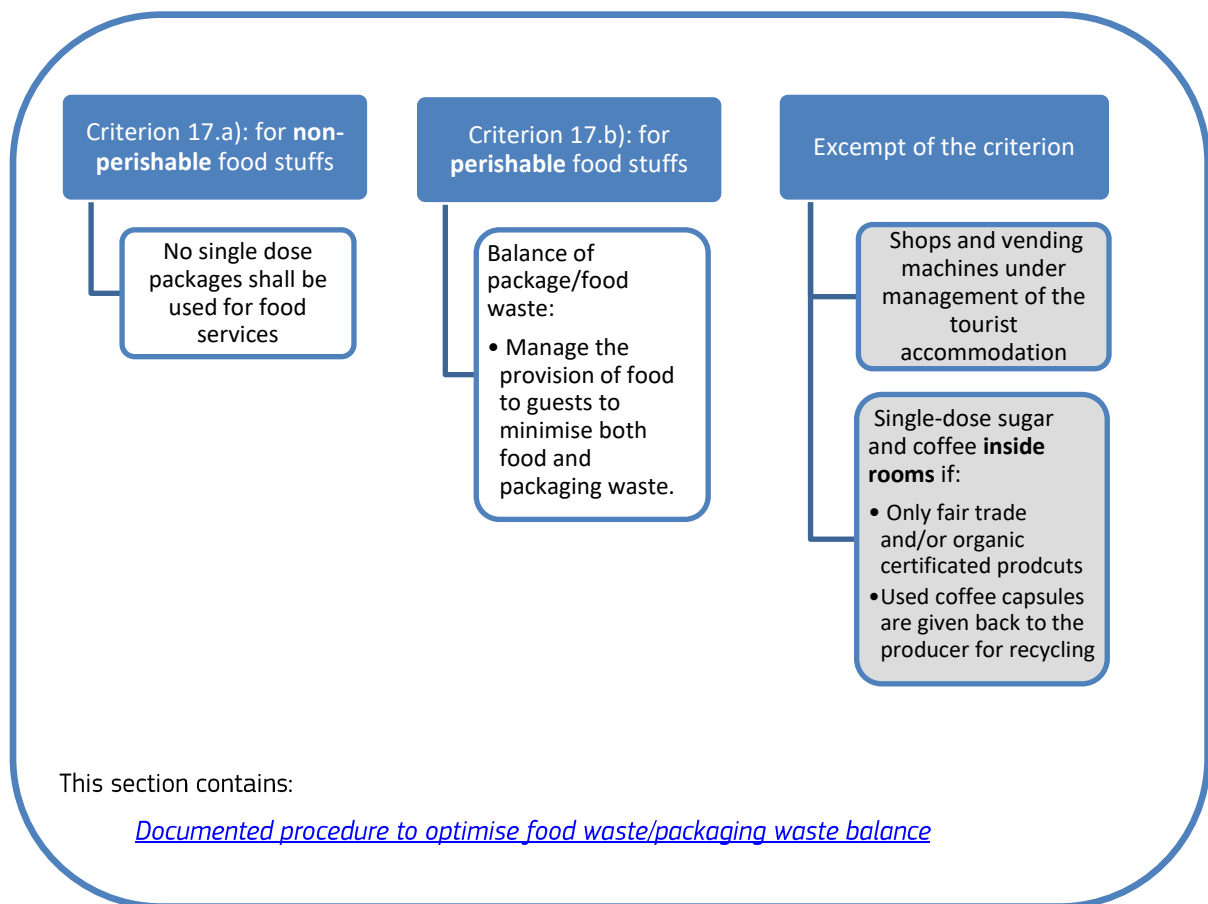 Criterion 17.a): for non-
perishable food stuffs
No single dose
packages shall be
used for food
services
Criterion 17.b): for
perishable food stuffs
Balance of
package/food
waste:
• Manage the
provision of food
to guests to
minimise both
food and
packaging waste.
Excempt of the criterion
Shops and vending
machines under
management of the
tourist
accommodation
Single-dose sugar
and coffee inside
rooms if:
• Only fair trade
and/or organic
certificated prodcuts
•Used coffee capsules
are given back to the
producer for recycling
This section contains:
Documented procedure to optimise food waste/packaging waste balance